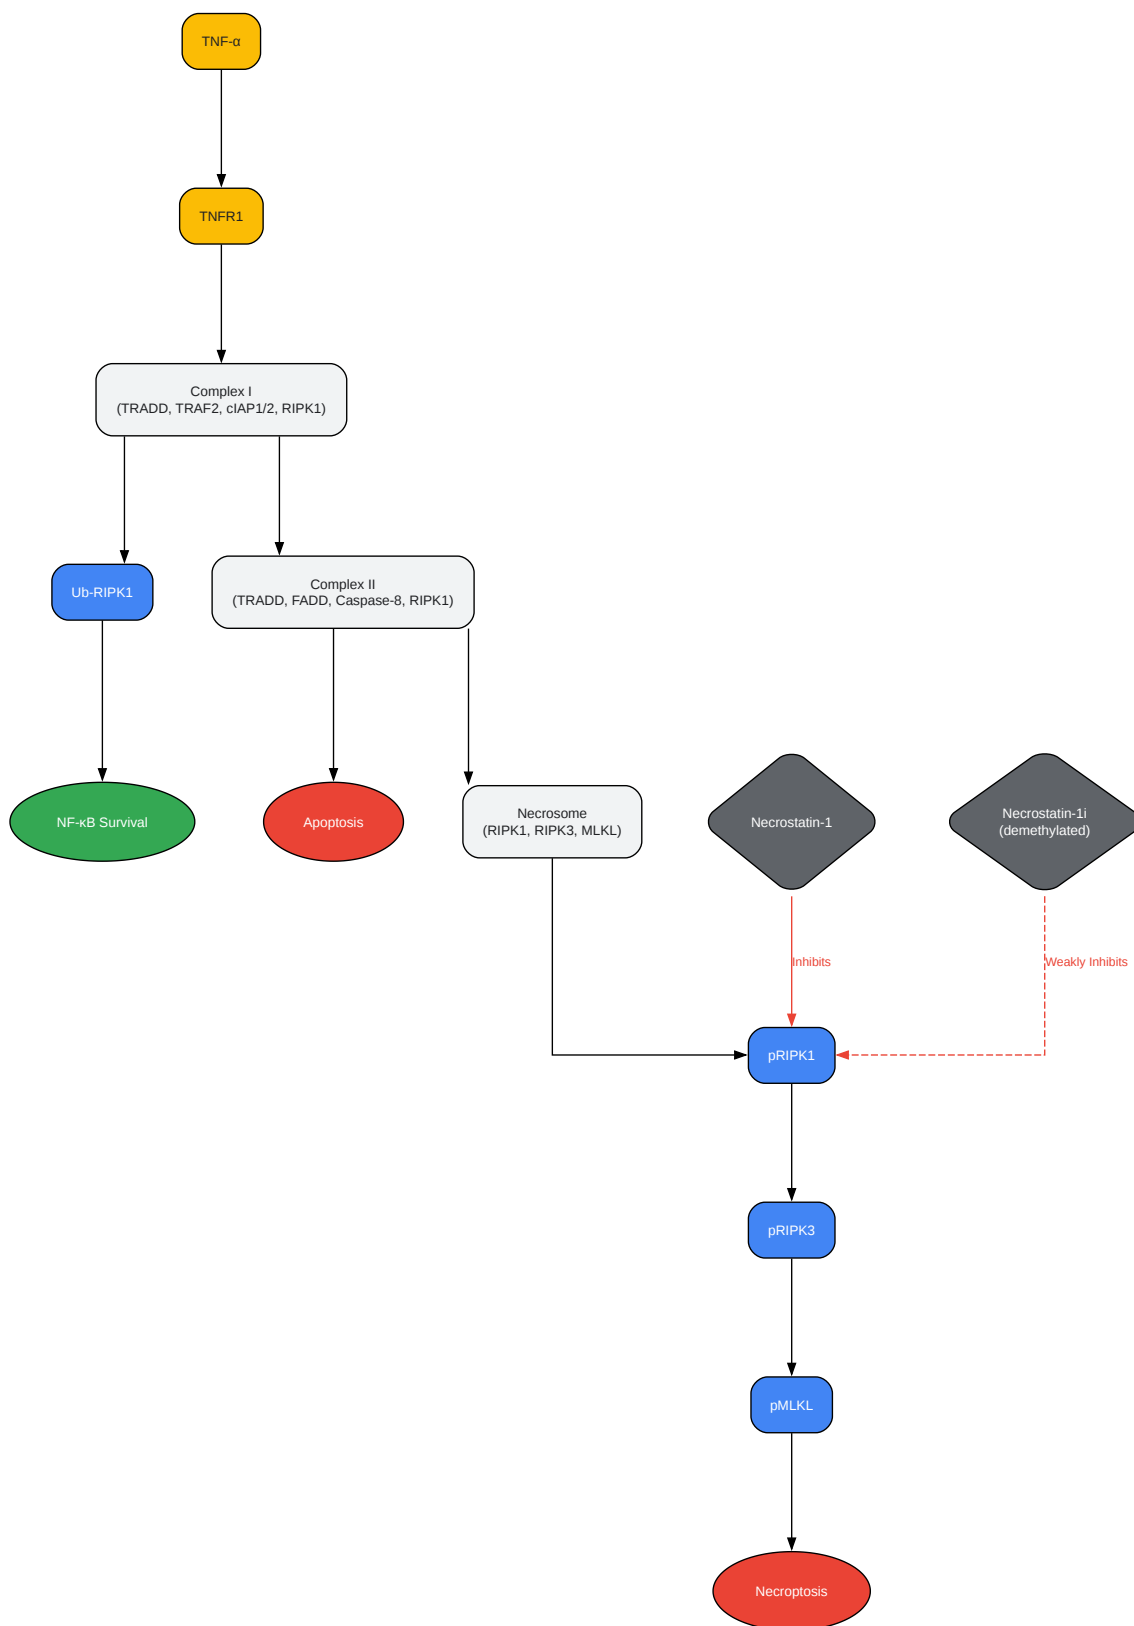 TNF-α
TNFR1
Complex I
(TRADD, TRAF2, cIAP1/2, RIPK1)
Ub-RIPK1
Complex II
(TRADD, FADD, Caspase-8, RIPK1)
NF-κB Survival
Apoptosis
Necrosome
(RIPK1, RIPK3, MLKL)
Necrostatin-1
Necrostatin-1i
(demethylated)
Inhibits
Weakly Inhibits
pRIPK1
pRIPK3
pMLKL
Necroptosis